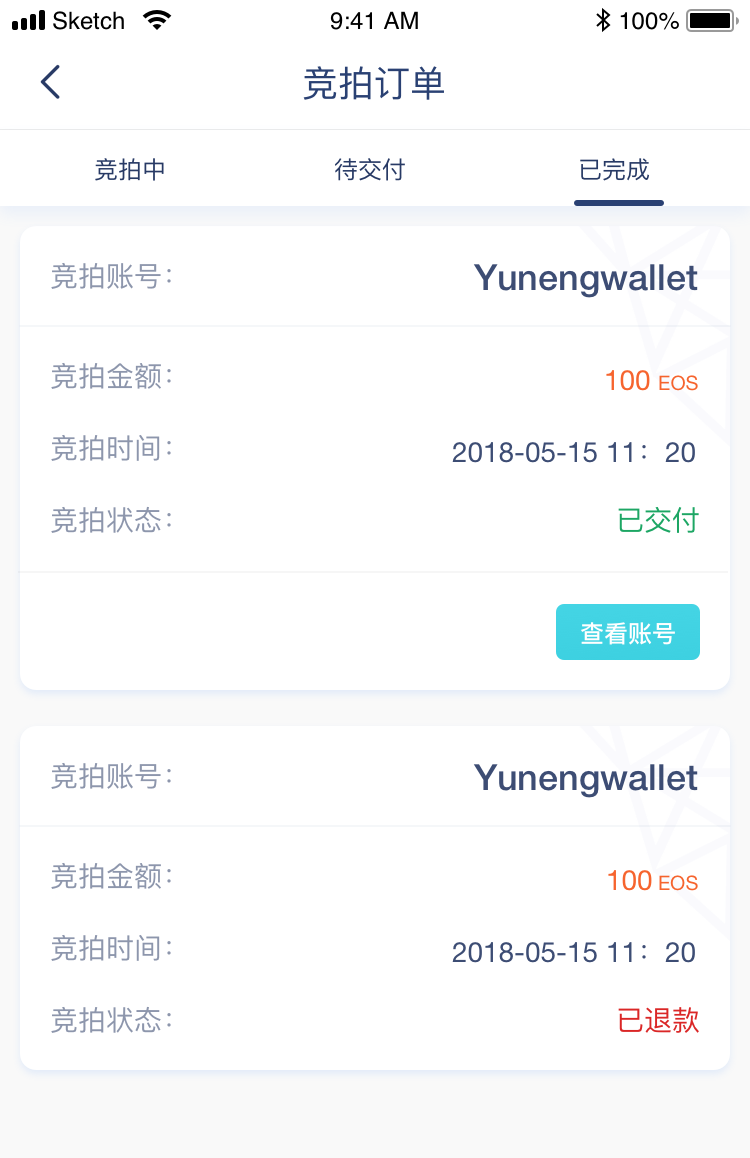 Sketch 9:41 AM 100%
竞拍订单
竞拍中 待交付 已完成
竞拍账号： Yunengwallet
竞拍金额： 100 EOS
竞拍时间： 2018-05-15 11：20
竞拍状态： 已交付
查看账号
竞拍账号： Yunengwallet
竞拍金额： 100 EOS
竞拍时间： 2018-05-15 11：20
竞拍状态： 已退款